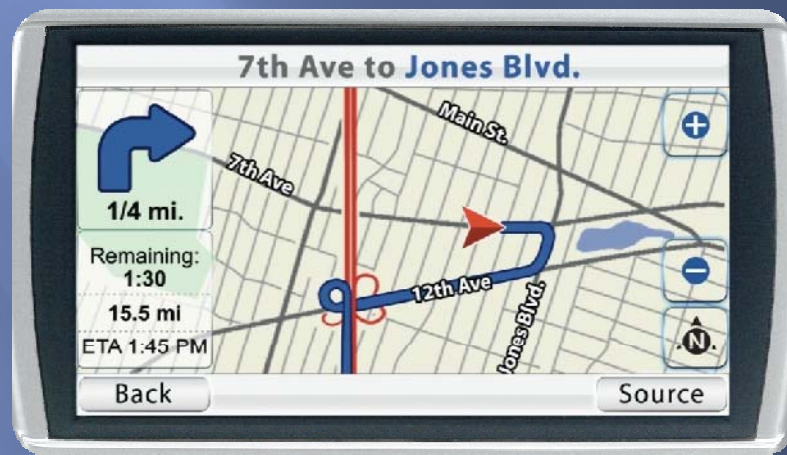 7th Ave to Jones Blvd.
1/4 mi.
Remaining:
1:30
15.5 mi
ETA 1:45 PM
Main St.
7th Ave
12th Ave
Jones Blvd.
+
−
N
Back
Source